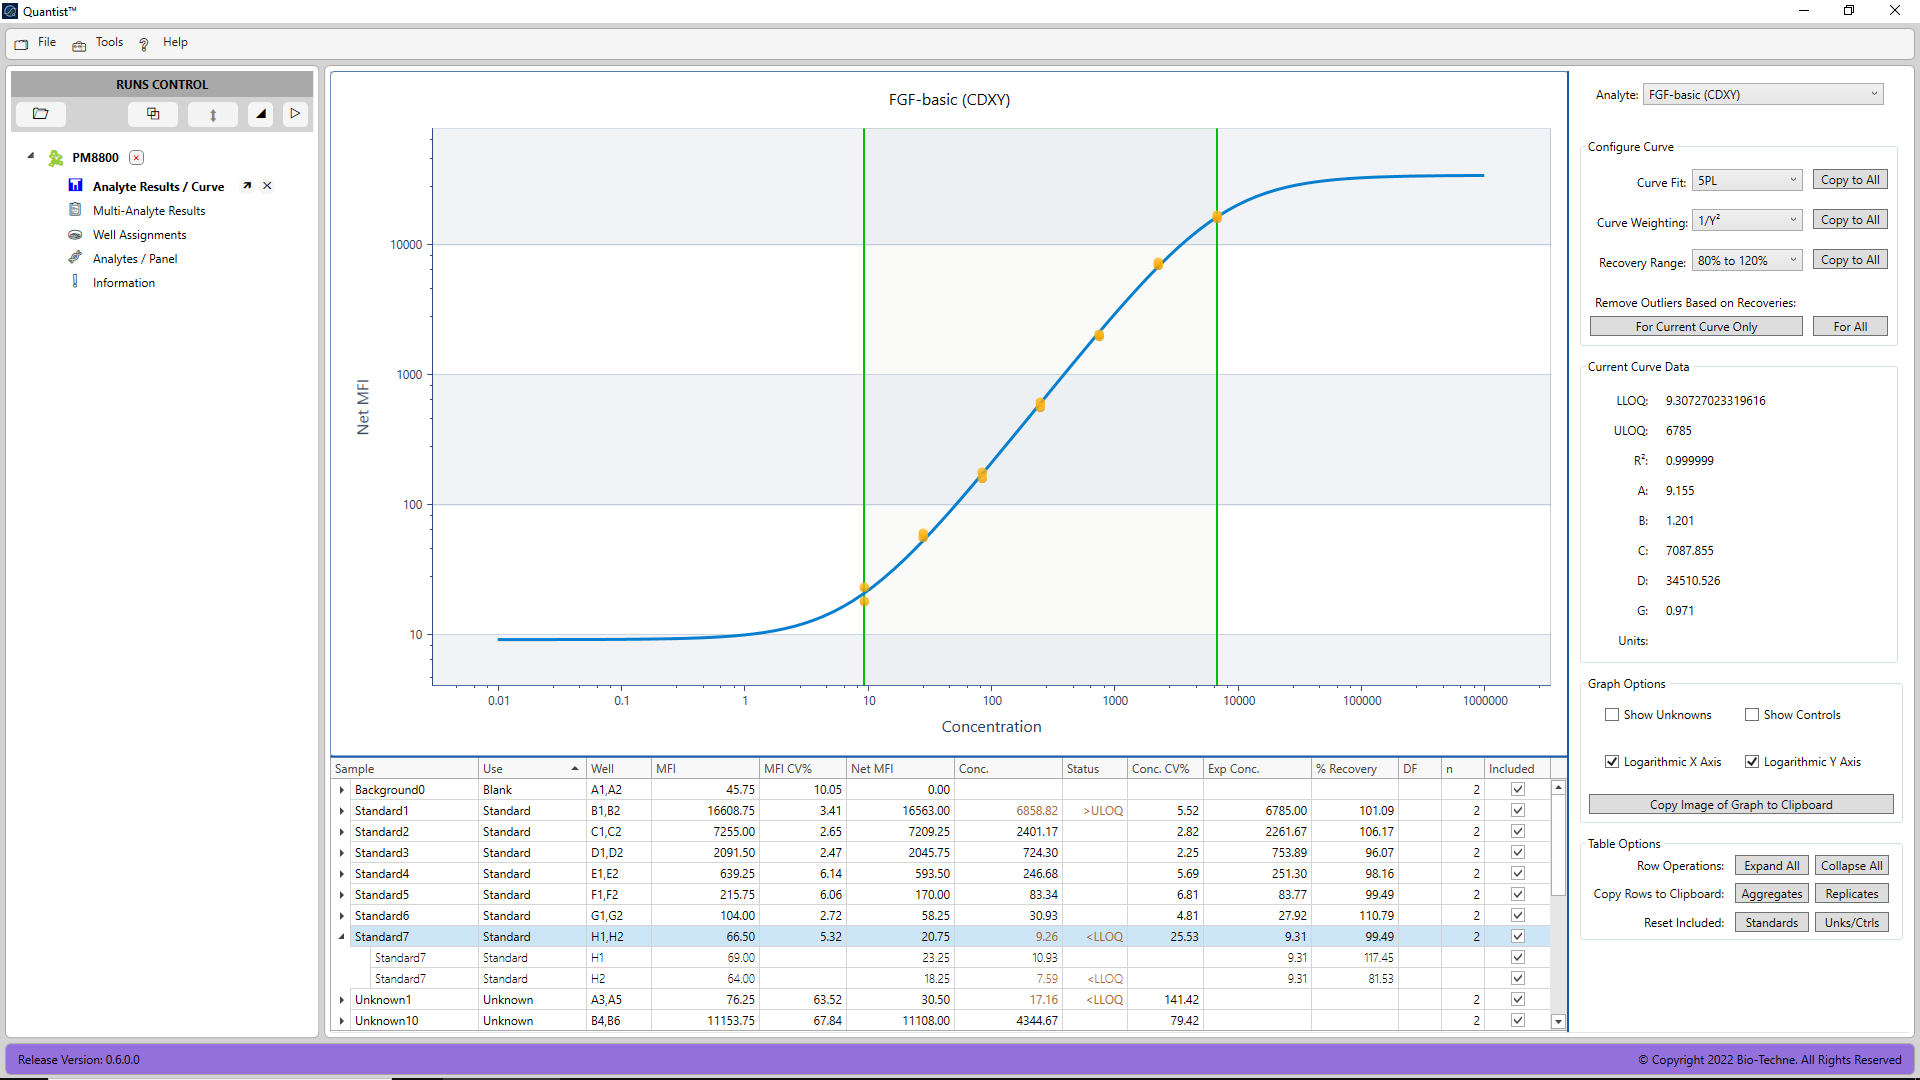 Quantist™
File Tools Help
RUNS CONTROL
PM8800
Analyte Results / Curve
Multi-Analyte Results
Well Assignments
Analytes / Panel
Information
FGF-basic (CDXY)
Net MFI
10000
1000
100
10
0.01 0.1 1 10 100 1000 10000 100000 1000000
Concentration
Sample Use Well MFI MFI CV% Net MFI Conc. Status Conc. CV% Exp Conc. % Recovery DF n Included
Background0 Blank A1,A2 45.75 10.05 0.00 2
Standard1 Standard B1,B2 16608.75 3.41 16563.00 6858.82 >ULOQ 5.52 6785.00 101.09 2
Standard2 Standard C1,C2 7255.00 2.65 7209.25 2401.17 2.82 2261.67 106.17 2
Standard3 Standard D1,D2 2091.50 2.47 2045.75 724.30 2.25 753.89 96.07 2
Standard4 Standard E1,E2 639.25 6.14 593.50 246.68 5.69 251.30 98.16 2
Standard5 Standard F1,F2 215.75 6.06 170.00 83.34 6.81 83.77 99.49 2
Standard6 Standard G1,G2 104.00 2.72 58.25 30.93 4.81 27.92 110.79 2
Standard7 Standard H1,H2 66.50 5.32 20.75 9.26 <LLOQ 25.53 9.31 99.49 2
Standard7 Standard H1 69.00 23.25 10.93 9.31 117.45
Standard7 Standard H2 64.00 18.25 7.59 <LLOQ 9.31 81.53
Unknown1 Unknown A3,A5 76.25 63.52 30.50 17.16 <LLOQ 141.42 2
Unknown10 Unknown B4,B6 11153.75 67.84 11108.00 4344.67 79.42 2
Analyte: FGF-basic (CDXY)
Configure Curve
Curve Fit: 5PL Copy to All
Curve Weighting: 1/Y² Copy to All
Recovery Range: 80% to 120% Copy to All
Remove Outliers Based on Recoveries:
For Current Curve Only For All
Current Curve Data
LLOQ: 9.30727023319616
ULOQ: 6785
R²: 0.999999
A: 9.155
B: 1.201
C: 7087.855
D: 34510.526
G: 0.971
Units:
Graph Options
Show Unknowns Show Controls
Logarithmic X Axis Logarithmic Y Axis
Copy Image of Graph to Clipboard
Table Options
Row Operations: Expand All Collapse All
Copy Rows to Clipboard: Aggregates Replicates
Reset Included: Standards Unks/Ctrls
Release Version: 0.6.0.0
© Copyright 2022 Bio-Techne. All Rights Reserved